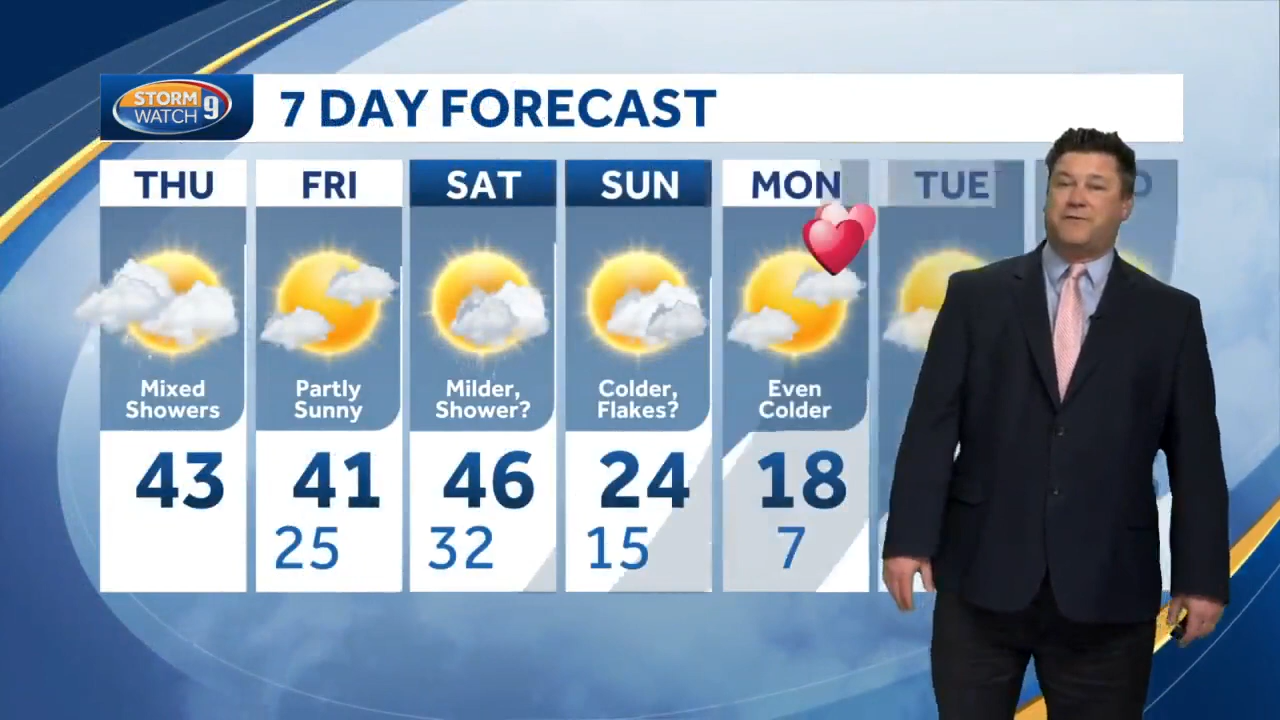 STORM
WATCH 9
7 DAY FORECAST
THU
FRI
SAT
SUN
MON
TUE
Mixed
Showers
Partly
Sunny
Milder,
Shower?
Colder,
Flakes?
Even
Colder
43
41
46
24
18
25
32
15
7